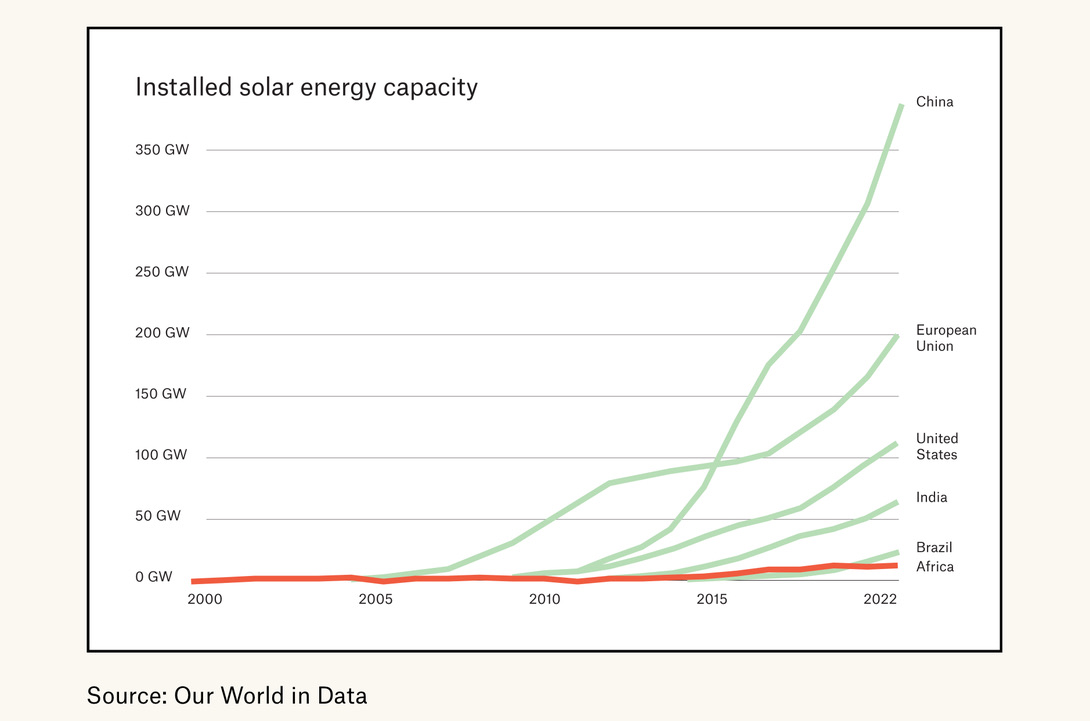 Installed solar energy capacity
China
350 GW
300 GW
250 GW
200 GW
European
Union
150 GW
100 GW
United
States
50 GW
India
Brazil
0 GW
Africa
2000
2005
2010
2015
2022
Source: Our World in Data